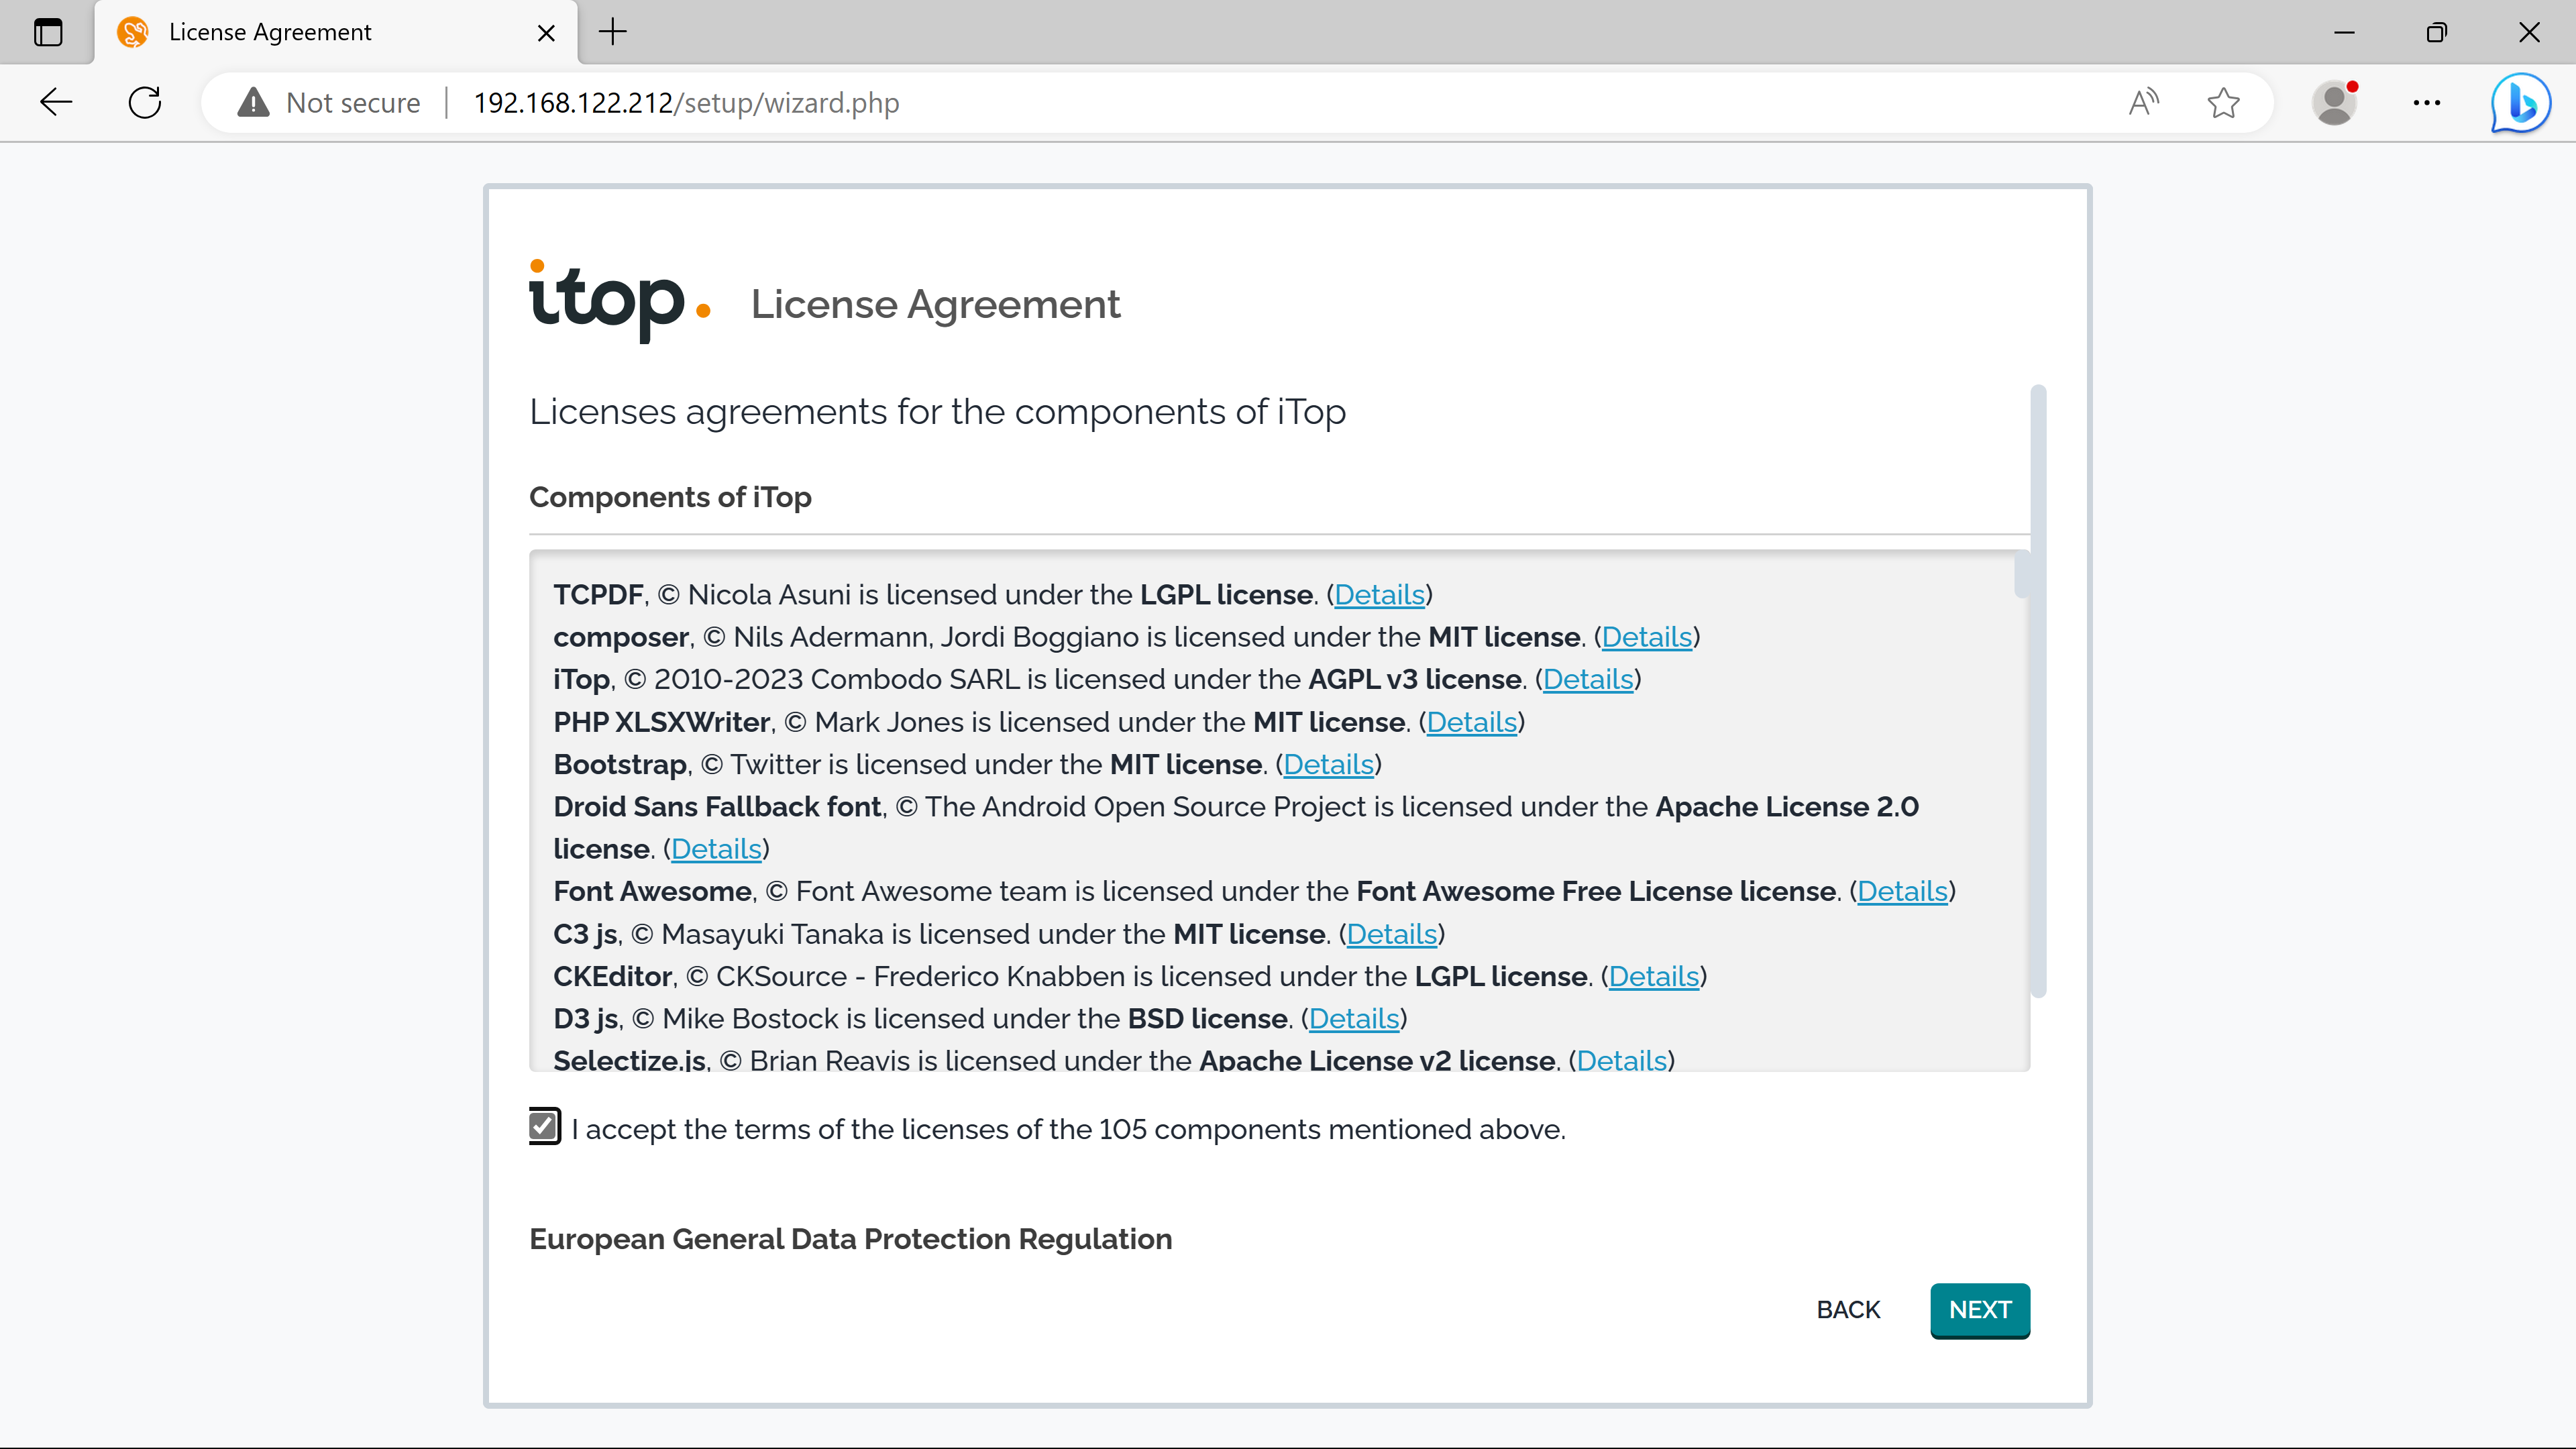 License Agreement
Not secure
192.168.122.212/setup/wizard.php
itop
License Agreement
Licenses agreements for the components of iTop
Components of iTop
TCPDF, © Nicola Asuni is licensed under the LGPL license. (Details)
composer, © Nils Adermann, Jordi Boggiano is licensed under the MIT license. (Details)
iTop, © 2010-2023 Combodo SARL is licensed under the AGPL v3 license. (Details)
PHP XLSXWriter, © Mark Jones is licensed under the MIT license. (Details)
Bootstrap, © Twitter is licensed under the MIT license. (Details)
Droid Sans Fallback font, © The Android Open Source Project is licensed under the Apache License 2.0
license. (Details)
Font Awesome, © Font Awesome team is licensed under the Font Awesome Free License license. (Details)
C3 js, © Masayuki Tanaka is licensed under the MIT license. (Details)
CKEditor, © CKSource - Frederico Knabben is licensed under the LGPL license. (Details)
D3 js, © Mike Bostock is licensed under the BSD license. (Details)
Selectize.js, © Brian Reavis is licensed under the Apache License v2 license. (Details)
I accept the terms of the licenses of the 105 components mentioned above.
European General Data Protection Regulation
BACK
NEXT